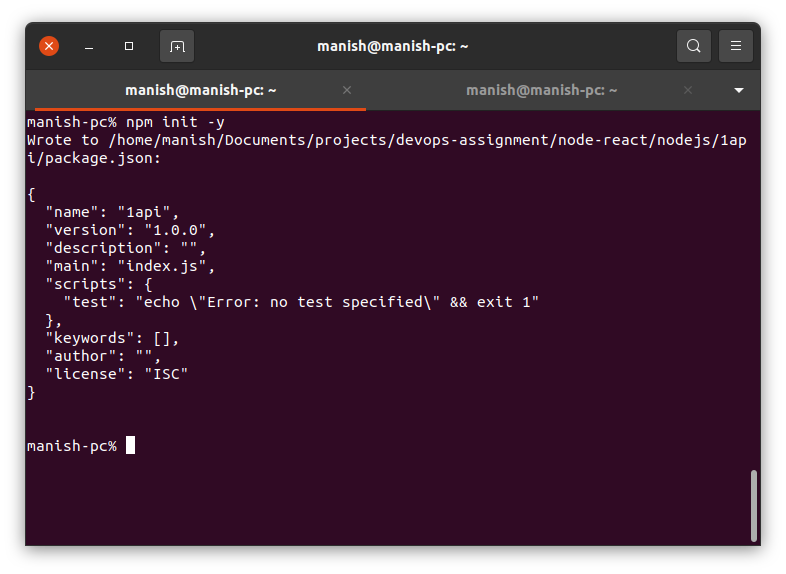 manish@manish-pc: ~
manish@manish-pc: ~
manish@manish-pc: ~
manish-pc% npm init -y
Wrote to /home/manish/Documents/projects/devops-assignment/node-react/nodejs/1ap
i/package.json:
{
  "name": "1api",
  "version": "1.0.0",
  "description": "",
  "main": "index.js",
  "scripts": {
    "test": "echo \"Error: no test specified\" && exit 1"
  },
  "keywords": [],
  "author": "",
  "license": "ISC"
}
manish-pc%